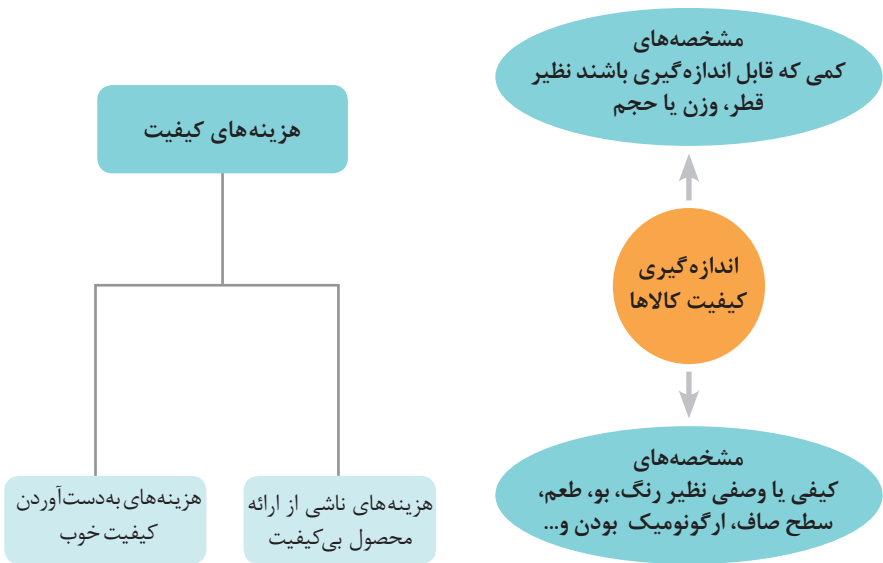 مشخصه‌های
کمی که قابل اندازه‌گیری باشند نظیر
قطر، وزن یا حجم
اندازه‌گیری
کیفیت کالاها
مشخصه‌های
کیفی یا وصفی نظیر رنگ، بو، طعم،
سطح صاف، ارگونومیک بودن و...
هزینه‌های کیفیت
هزینه‌های ناشی از ارائه
محصول بی‌کیفیت
هزینه‌های به‌دست‌آوردن
کیفیت خوب